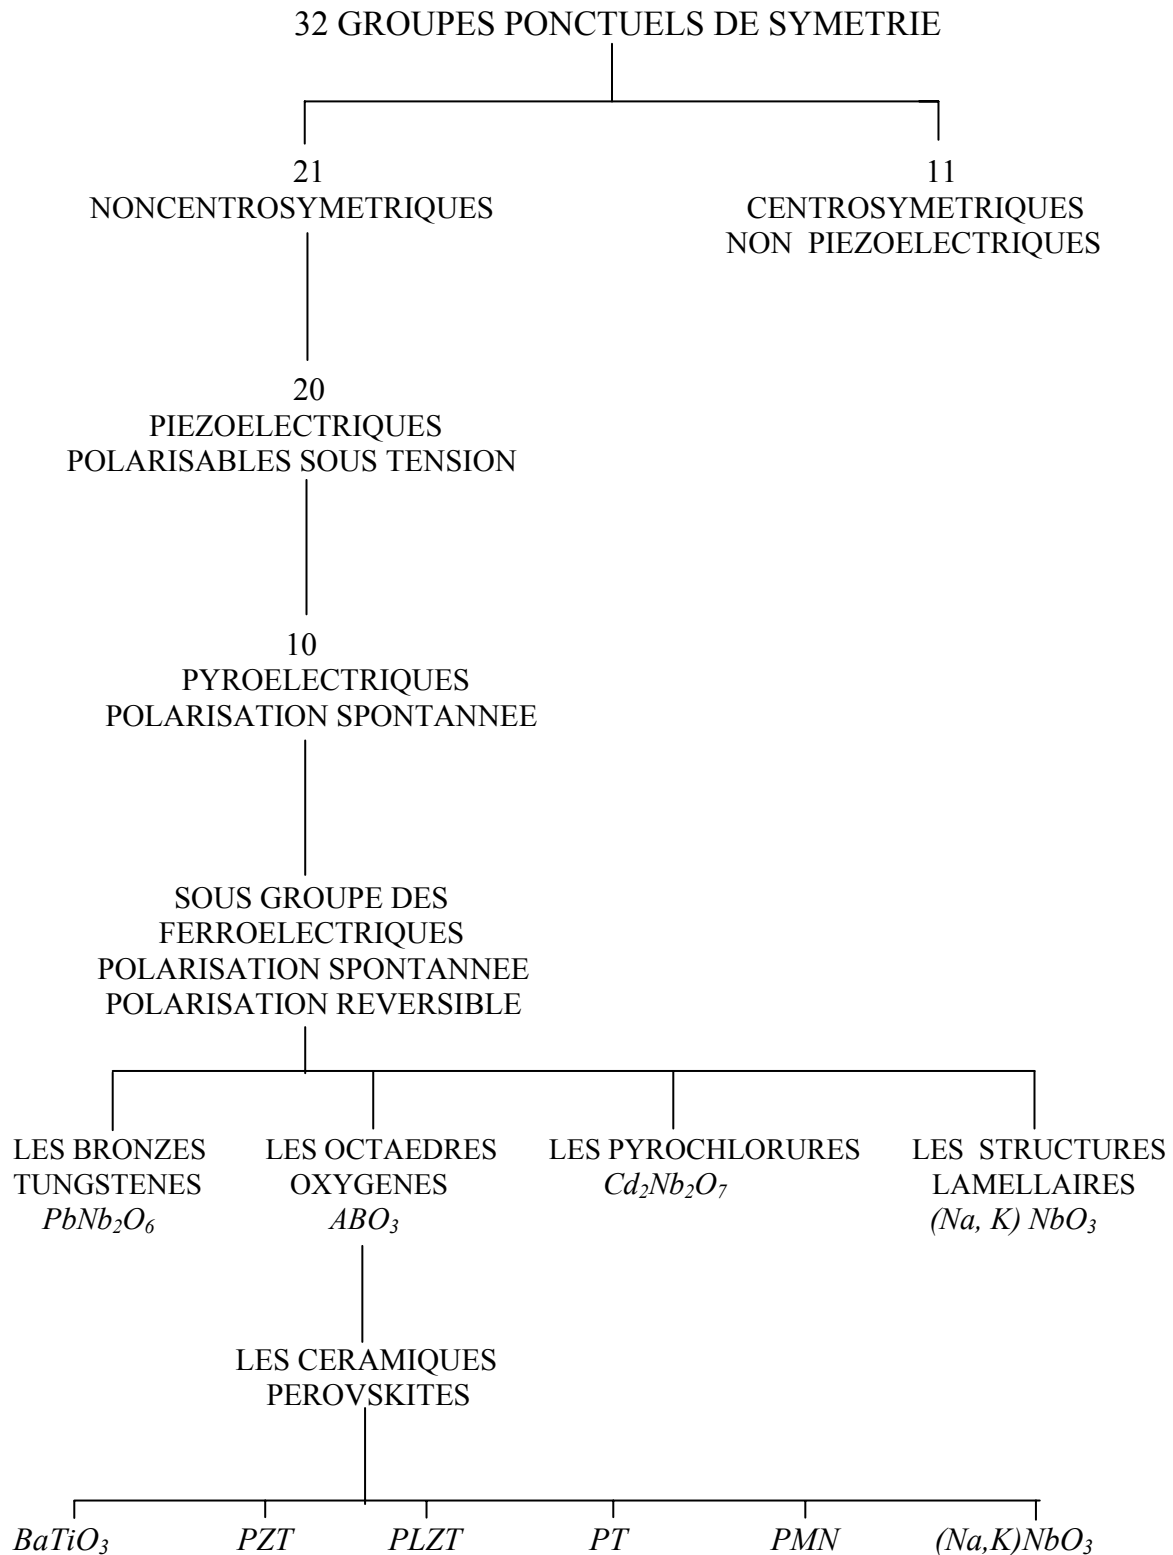 32 GROUPES PONCTUELS DE SYMETRIE
21
NONCENTROSYMETRIQUES
11
CENTROSYMETRIQUES
NON PIEZOELECTRIQUES
20
PIEZOELECTRIQUES
POLARISABLES SOUS TENSION
10
PYROELECTRIQUES
POLARISATION SPONTANNEE
SOUS GROUPE DES
FERROELECTRIQUES
POLARISATION SPONTANNEE
POLARISATION REVERSIBLE
LES BRONZES
TUNGSTENES
PbNb₂O₆
LES OCTAEDRES
OXYGENES
ABO₃
LES PYROCHLORURES
Cd₂Nb₂O₇
LES STRUCTURES
LAMELLAIRES
(Na, K) NbO₃
LES CERAMIQUES
PEROVSKITES
BaTiO₃
PZT
PLZT
PT
PMN
(Na,K)NbO₃